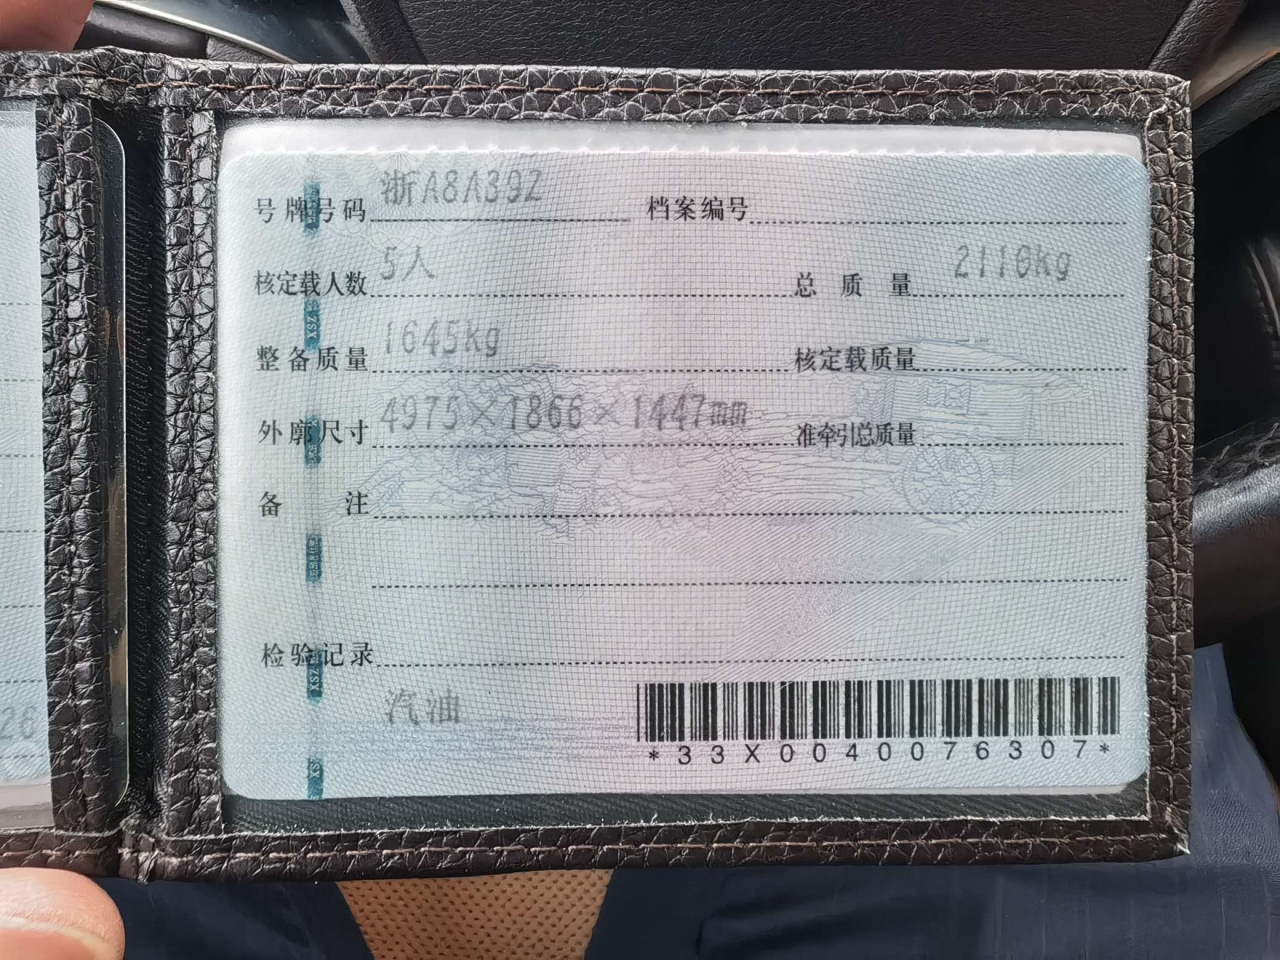 号牌号码 浙A8A39Z 档案编号
核定载人数 5人 总质量 2110kg
整备质量 1645kg 核定载质量
外廓尺寸 4975×1866×1447mm 准牵引总质量
备注
检验记录
汽油
*33X0040076307*
26